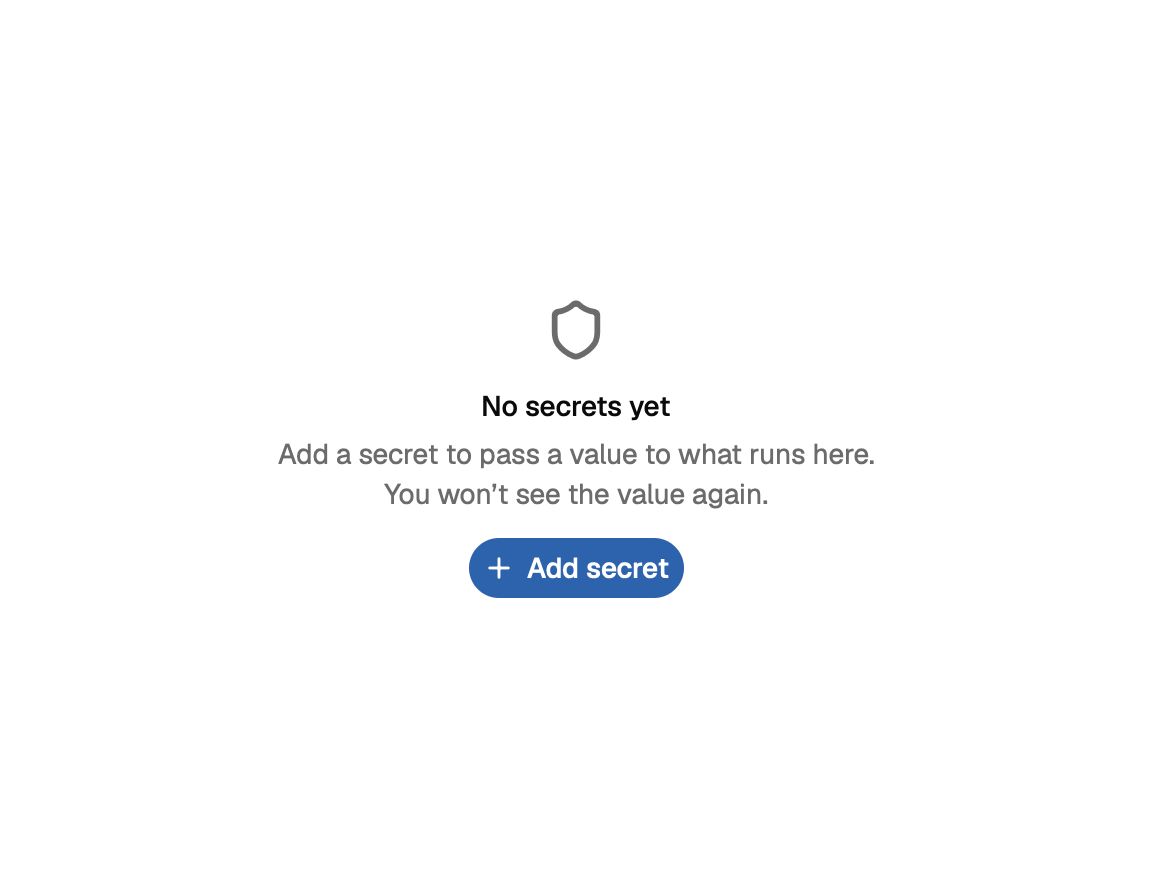 No secrets yet
Add a secret to pass a value to what runs here.
You won’t see the value again.
Add secret